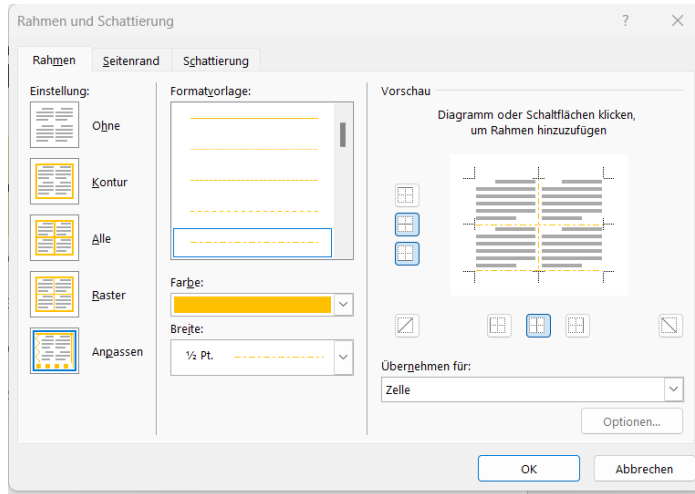 Rahmen und Schattierung
?
Rahmen
Seitenrand
Schattierung
Einstellung:
Ohne
Kontur
Alle
Raster
Anpassen
Formatvorlage:
Farbe:
Breite:
½ Pt.
Vorschau
Diagramm oder Schaltflächen klicken,
um Rahmen hinzuzufügen
Übernehmen für:
Zelle
Optionen...
OK
Abbrechen